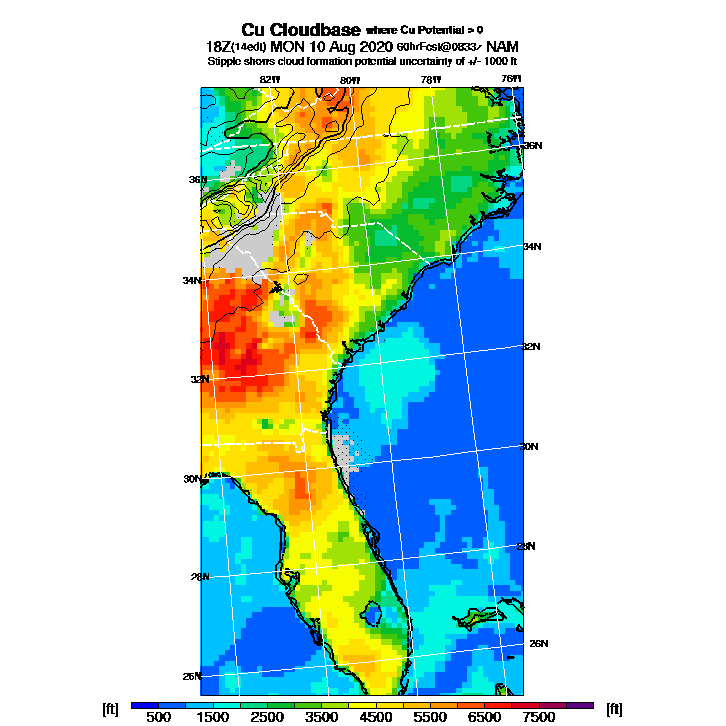 Cu Cloudbase where Cu Potential > 0
18Z(14edt) MON 10 Aug 2020 60hrFcst@0833z NAM
Stipple shows cloud formation potential uncertainty of +/- 1000 ft
82W 80W 78W 76W
36N
36N
34N
34N
32N
32N
30N
30N
28N
28N
26N
26N
[ft] 500 1500 2500 3500 4500 5500 6500 7500 [ft]